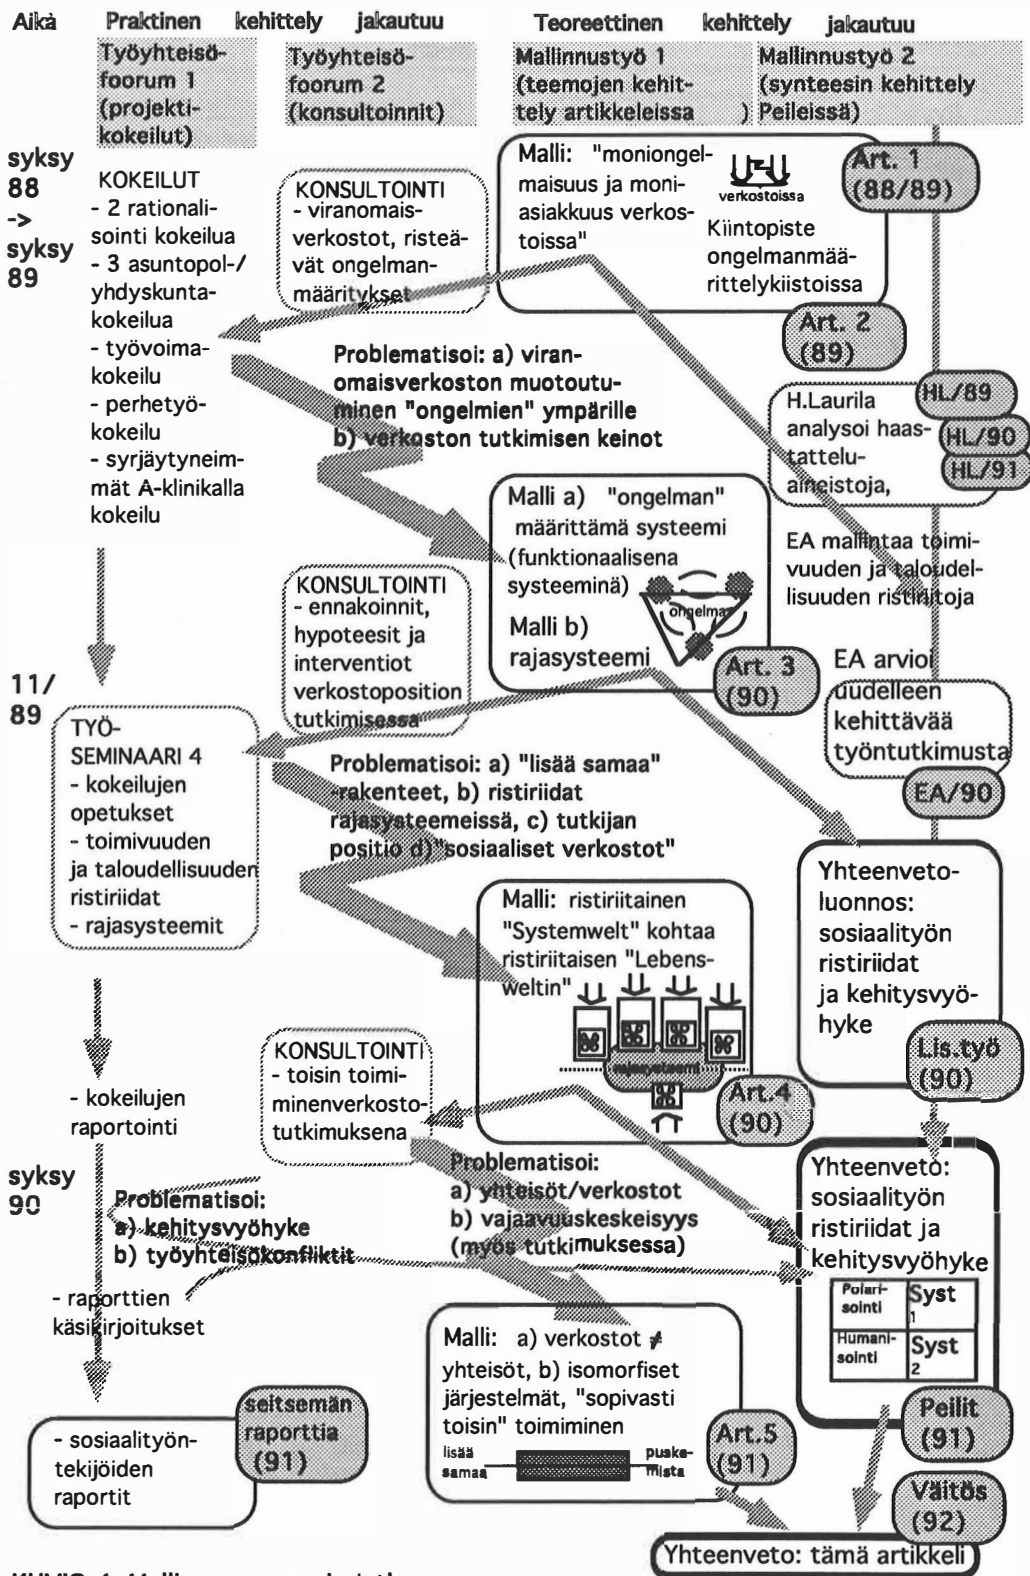 Aika Praktinen kehittely jakautuu Teoreettinen kehittely jakautuu
Työyhteisö-
foorum 1
(projekti-
kokeilut)
Työyhteisö-
foorum 2
(konsultoinnit)
Mallinnustyö 1
(teemojen kehit-
tely artikkeleissa )
Mallinnustyö 2
(synteesin kehittely
Peileissä)
syksy
88
->
syksy
89
KOKEILUT
- 2 rationali-
sointi kokeilua
- 3 asuntopol-/
yhdyskunta-
kokeilua
- työvoima-
kokeilu
- perhetyö-
kokeilu
- syrjäytyneim-
mät A-klinikalla
kokeilu
KONSULTOINTI
- viranomais-
verkostot, risteä-
vät ongelman-
määritykset
Malli: "moniongel-
maisuus ja moni-
asiakkuus verkos-
toissa"
verkostoissa
Kiintopiste
ongelmanmää-
rittelykiistoissa
Art. 1
(88/89)
Art. 2
(89)
Problematisoi: a) viran-
omaisverkoston muotoutu-
minen "ongelmien" ympärille
b) verkoston tutkimisen keinot
H.Laurila
analysoi haas-
tattelu-
aineistoja,
HL/89
HL/90
HL/91
Malli a) "ongelman"
määrittämä systeemi
(funktionaalisena
systeeminä)
ongelman
Malli b)
rajasysteemi
Art. 3
(90)
EA mallintaa toimi-
vuuden ja taloudel-
lisuuden ristiriitoja
KONSULTOINTI
- ennakoinnit,
hypoteesit ja
interventiot
verkostoposition
tutkimisessa
EA arvioi
uudelleen
kehittävää
työntutkimusta
EA/90
11/
89
TYÖ-
SEMINAARI 4
- kokeilujen
opetukset
- toimivuuden
ja taloudellisuuden
ristiriidat
- rajasysteemit
Problematisoi: a) "lisää samaa"
-rakenteet, b) ristiriidat
rajasysteemeissä, c) tutkijan
positio d)"sosiaaliset verkostot"
Malli: ristiriitainen
"Systemwelt" kohtaa
ristiriitaisen "Lebens-
weltin"
rajasysteemi
Art.4
(90)
Yhteenveto-
luonnos:
sosiaalityön
ristiriidat
ja kehitysvyö-
hyke
Lis.työ
(90)
KONSULTOINTI
- toisin toimi-
minenverkosto-
tutkimuksena
- kokeilujen
raportointi
syksy
90
Problematisoi:
a) kehitysvyöhyke
b) työyhteisökonfliktit
Problematisoi:
a) yhteisöt/verkostot
b) vajaavuuskeskeisyys
(myös tutkimuksessa)
Yhteenveto:
sosiaalityön
ristiriidat ja
kehitysvyöhyke
Polari-
sointi
Syst
1
Humani-
sointi
Syst
2
Peilit
(91)
- raporttien
käsikirjoitukset
Malli: a) verkostot ≠
yhteisöt, b) isomorfiset
järjestelmät, "sopivasti
toisin" toimiminen
lisää
samaa
puske-
mista
Art.5
(91)
- sosiaalityön-
tekijöiden
raportit
seitsemän
raporttia
(91)
Väitös
(92)
Yhteenveto: tämä artikkeli